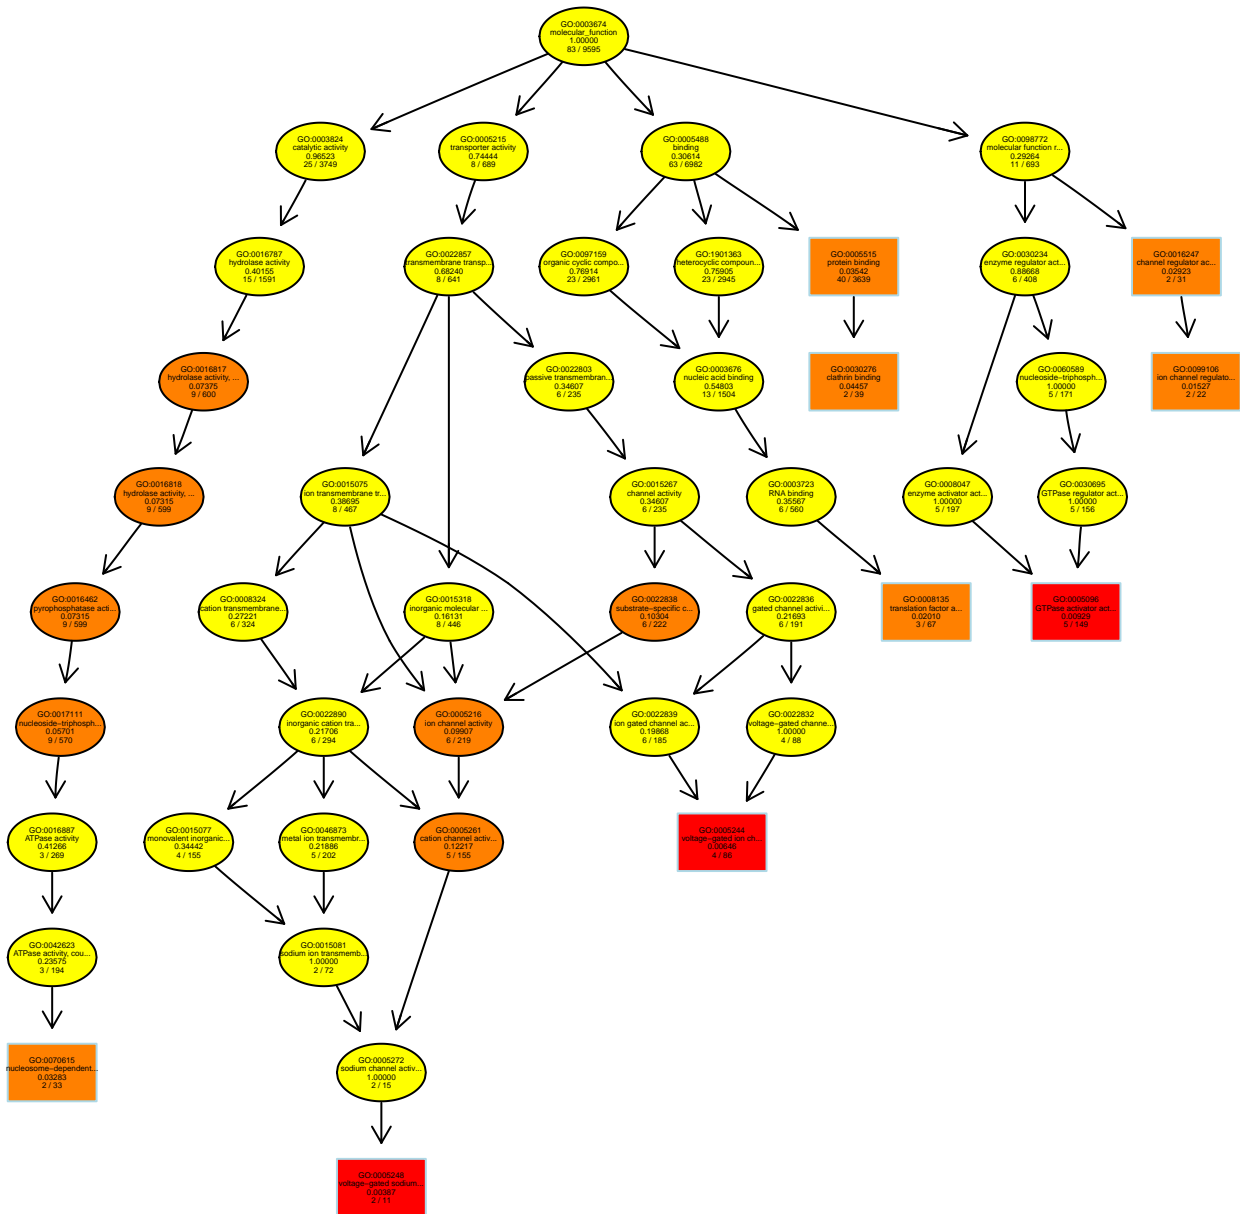 GO:0003674
molecular_function
1.00000
83 / 9595
GO:0003824
catalytic activity
0.96523
25 / 3749
GO:0005215
transporter activity
0.74444
8 / 689
GO:0005488
binding
0.30614
63 / 6982
GO:0098772
molecular function r...
0.29264
11 / 693
GO:0016787
hydrolase activity
0.40155
15 / 1591
GO:0022857
transmembrane transp...
0.68240
8 / 641
GO:0097159
organic cyclic compo...
0.76914
23 / 2961
GO:1901363
heterocyclic compoun...
0.75905
23 / 2945
GO:0005515
protein binding
0.03542
40 / 3639
GO:0030234
enzyme regulator act...
0.88668
6 / 408
GO:0016247
channel regulator ac...
0.02923
2 / 31
GO:0016817
hydrolase activity, ...
0.07375
9 / 600
GO:0022803
passive transmembran...
0.34607
6 / 235
GO:0003676
nucleic acid binding
0.54803
13 / 1504
GO:0030276
clathrin binding
0.04457
2 / 39
GO:0060589
nucleoside−triphosph...
1.00000
5 / 171
GO:0099106
ion channel regulato...
0.01527
2 / 22
GO:0016818
hydrolase activity, ...
0.07315
9 / 599
GO:0015075
ion transmembrane tr...
0.38695
8 / 467
GO:0015267
channel activity
0.34607
6 / 235
GO:0003723
RNA binding
0.35567
6 / 560
GO:0008047
enzyme activator act...
1.00000
5 / 197
GO:0030695
GTPase regulator act...
1.00000
5 / 156
GO:0016462
pyrophosphatase acti...
0.07315
9 / 599
GO:0008324
cation transmembrane...
0.27221
6 / 324
GO:0015318
inorganic molecular ...
0.16131
8 / 446
GO:0022838
substrate−specific c...
0.10304
6 / 222
GO:0022836
gated channel activi...
0.21693
6 / 191
GO:0008135
translation factor a...
0.02010
3 / 67
GO:0005096
GTPase activator act...
0.00929
5 / 149
GO:0017111
nucleoside−triphosph...
0.05701
9 / 570
GO:0022890
inorganic cation tra...
0.21706
6 / 294
GO:0005216
ion channel activity
0.09907
6 / 219
GO:0022839
ion gated channel ac...
0.19868
6 / 185
GO:0022832
voltage−gated channe...
1.00000
4 / 88
GO:0016887
ATPase activity
0.41266
3 / 269
GO:0015077
monovalent inorganic...
0.34442
4 / 155
GO:0046873
metal ion transmembr...
0.21886
5 / 202
GO:0005261
cation channel activ...
0.12217
5 / 155
GO:0005244
voltage−gated ion ch...
0.00846
4 / 86
GO:0042623
ATPase activity, cou...
0.23575
3 / 194
GO:0015081
sodium ion transmemb...
1.00000
2 / 72
GO:0070615
nucleosome−dependent...
0.03283
2 / 33
GO:0005272
sodium channel activ...
1.00000
2 / 15
GO:0005248
voltage−gated sodium...
0.00387
2 / 11